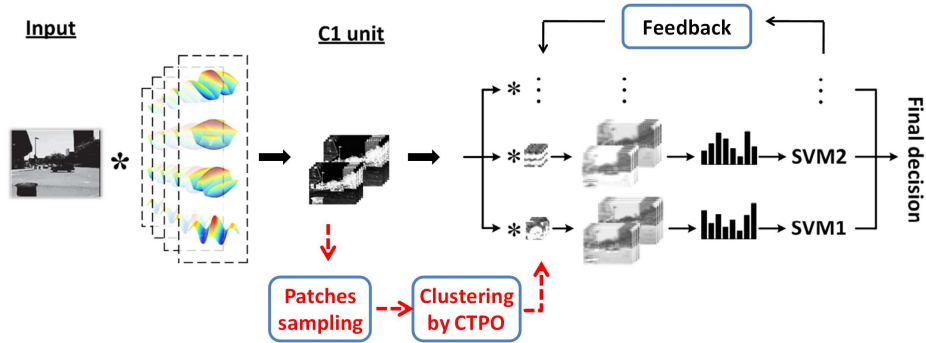 Input
C1 unit
Feedback
*
*
*
*
SVM2
SVM1
Final decision
Patches
sampling
Clustering
by CTPO